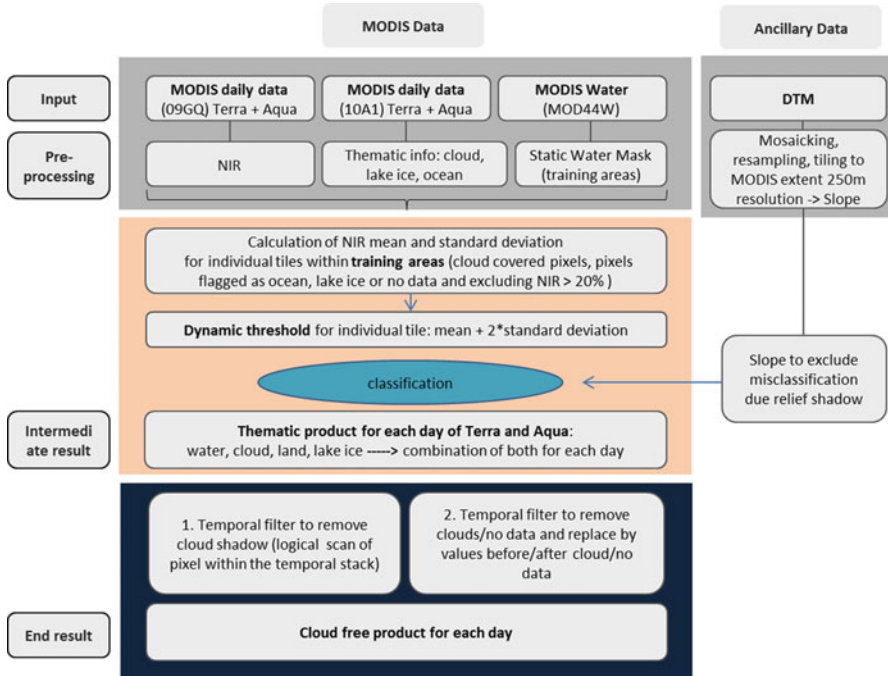 MODIS Data
Ancillary Data
Input
MODIS daily data
(09GQ) Terra + Aqua
MODIS daily data
(10A1) Terra + Aqua
MODIS Water
(MOD44W)
DTM
Pre-
processing
NIR
Thematic info: cloud,
lake ice, ocean
Static Water Mask
(training areas)
Mosaicking,
resampling, tiling to
MODIS extent 250m
resolution -> Slope
Calculation of NIR mean and standard deviation
for individual tiles within training areas (cloud covered pixels, pixels
flagged as ocean, lake ice or no data and excluding NIR > 20% )
Dynamic threshold for individual tile: mean + 2*standard deviation
classification
Slope to exclude
misclassification
due relief shadow
Intermedi
ate result
Thematic product for each day of Terra and Aqua:
water, cloud, land, lake ice -----> combination of both for each day
1. Temporal filter to remove
cloud shadow (logical scan of
pixel within the temporal stack)
2. Temporal filter to remove
clouds/no data and replace by
values before/after cloud/no
data
End result
Cloud free product for each day